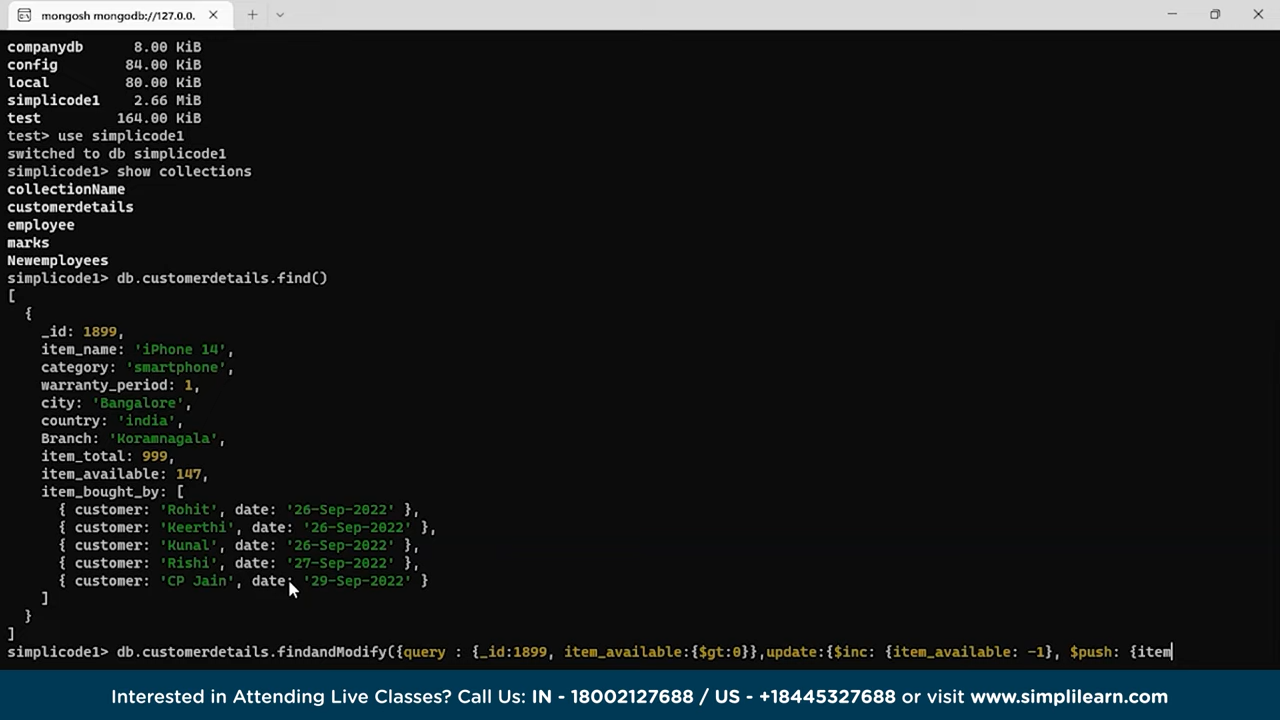 mongosh mongodb://127.0.0.
companydb 8.00 KiB
config 84.00 KiB
local 80.00 KiB
simplicode1 2.66 MiB
test 164.00 KiB
test> use simplicode1
switched to db simplicode1
simplicode1> show collections
collectionName
customerdetails
employee
marks
Newemployees
simplicode1> db.customerdetails.find()
[
{
_id: 1899,
item_name: 'iPhone 14',
category: 'smartphone',
warranty_period: 1,
city: 'Bangalore',
country: 'india',
Branch: 'Koramnagala',
item_total: 999,
item_available: 147,
item_bought_by: [
{ customer: 'Rohit', date: '26-Sep-2022' },
{ customer: 'Keerthi', date: '26-Sep-2022' },
{ customer: 'Kunal', date: '26-Sep-2022' },
{ customer: 'Rishi', date: '27-Sep-2022' },
{ customer: 'CP Jain', date: '29-Sep-2022' }
]
}
]
simplicode1> db.customerdetails.findandModify({query : {_id:1899, item_available:{$gt:0}},update:{$inc: {item_available: -1}, $push: {item
Interested in Attending Live Classes? Call Us: IN - 18002127688 / US - +18445327688 or visit www.simplilearn.com